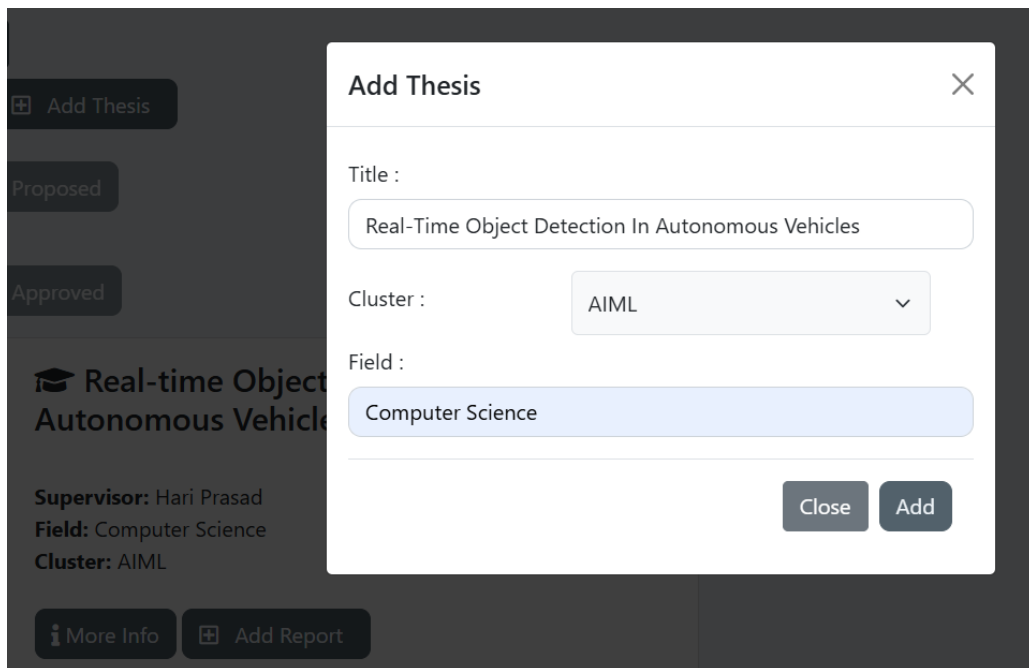 Add Thesis
Proposed
Approved
Real-time Object
Autonomous Vehicle
Supervisor: Hari Prasad
Field: Computer Science
Cluster: AIML
More Info
Add Report
Add Thesis
Title :
Real-Time Object Detection In Autonomous Vehicles
Cluster :
AIML
Field :
Computer Science
Close
Add